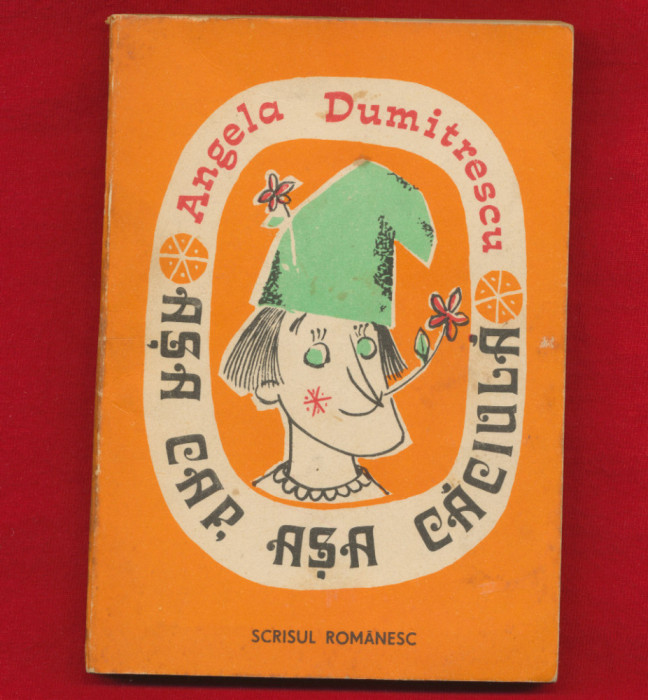 Angela Dumitrescu
AȘA CAP, AȘA CĂCIULĂ
SCRISUL ROMÂNESC